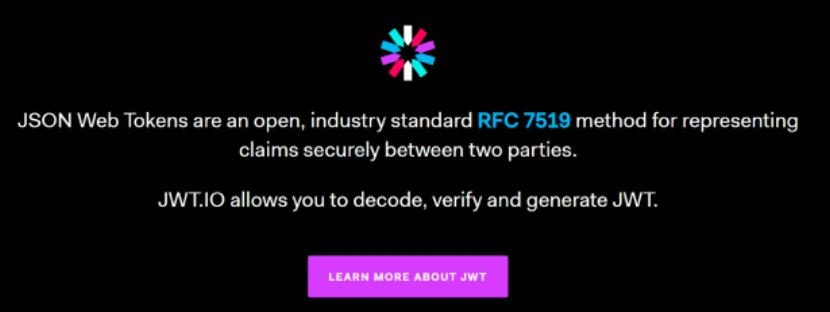 JSON Web Tokens are an open, industry standard RFC 7519 method for representing
claims securely between two parties.
JWT.IO allows you to decode, verify and generate JWT.
LEARN MORE ABOUT JWT